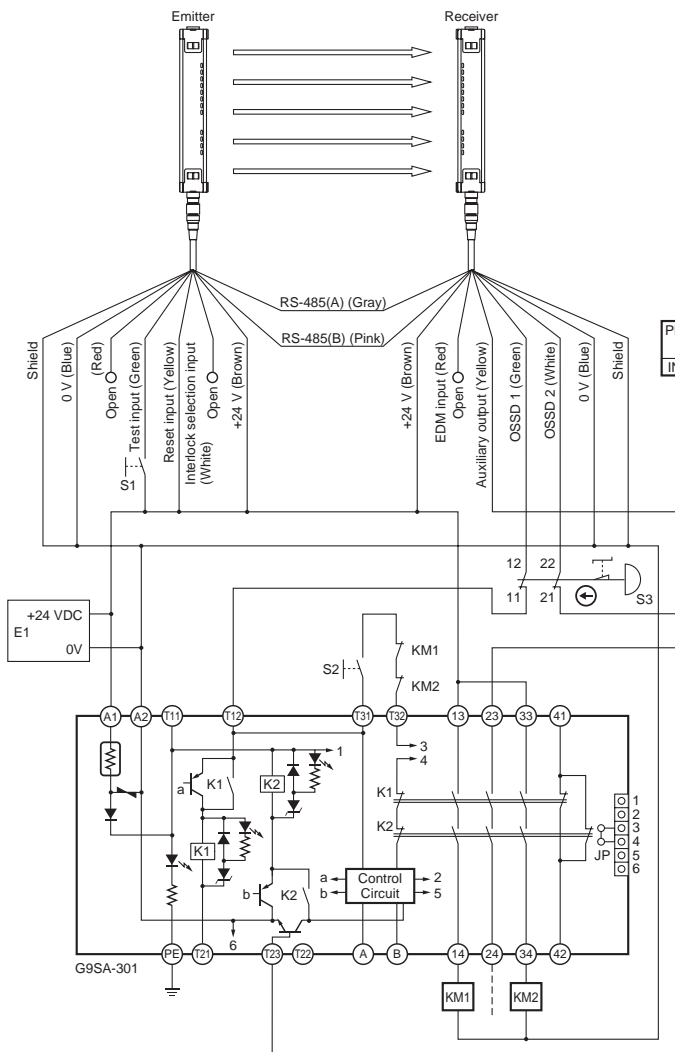 Emitter
Receiver
RS-485(A) (Gray)
RS-485(B) (Pink)
Shield
0 V (Blue)
(Red)
Open
Test input (Green)
Reset input (Yellow)
Interlock selection input
(White)
Open
+24 V (Brown)
+24 V (Brown)
EDM input (Red)
Open
Auxiliary output (Yellow)
OSSD 1 (Green)
OSSD 2 (White)
0 V (Blue)
Shield
S1
12
22
11
21
S3
+24 VDC
E1
0V
S2
KM1
KM2
A1
A2
T11
T12
T31
T32
13
23
33
41
1
3
4
a
K1
K2
K1
K1
K2
b
K2
a
b
Control
Circuit
2
5
6
JP
1
2
3
4
5
6
PE
T21
T23
T22
A
B
14
24
34
42
G9SA-301
KM1
KM2